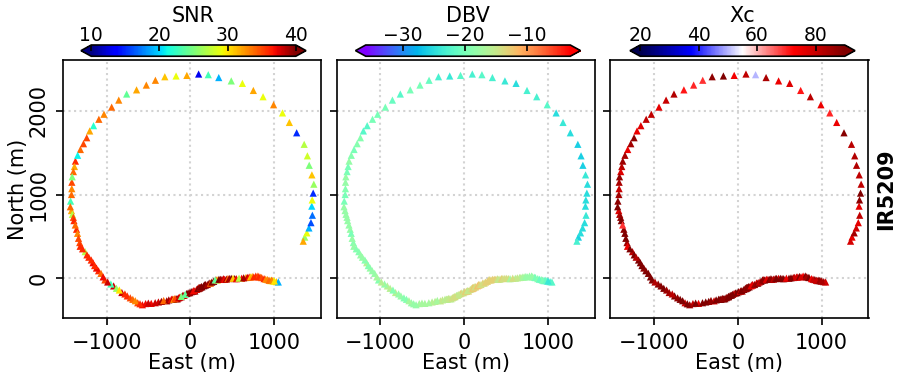 SNR DBV Xc
10 20 30 40 −30 −20 −10 20 40 60 80
2000
1000
0
North (m)
−1000 0 1000 −1000 0 1000 −1000 0 1000
East (m) East (m) East (m)
IR5209